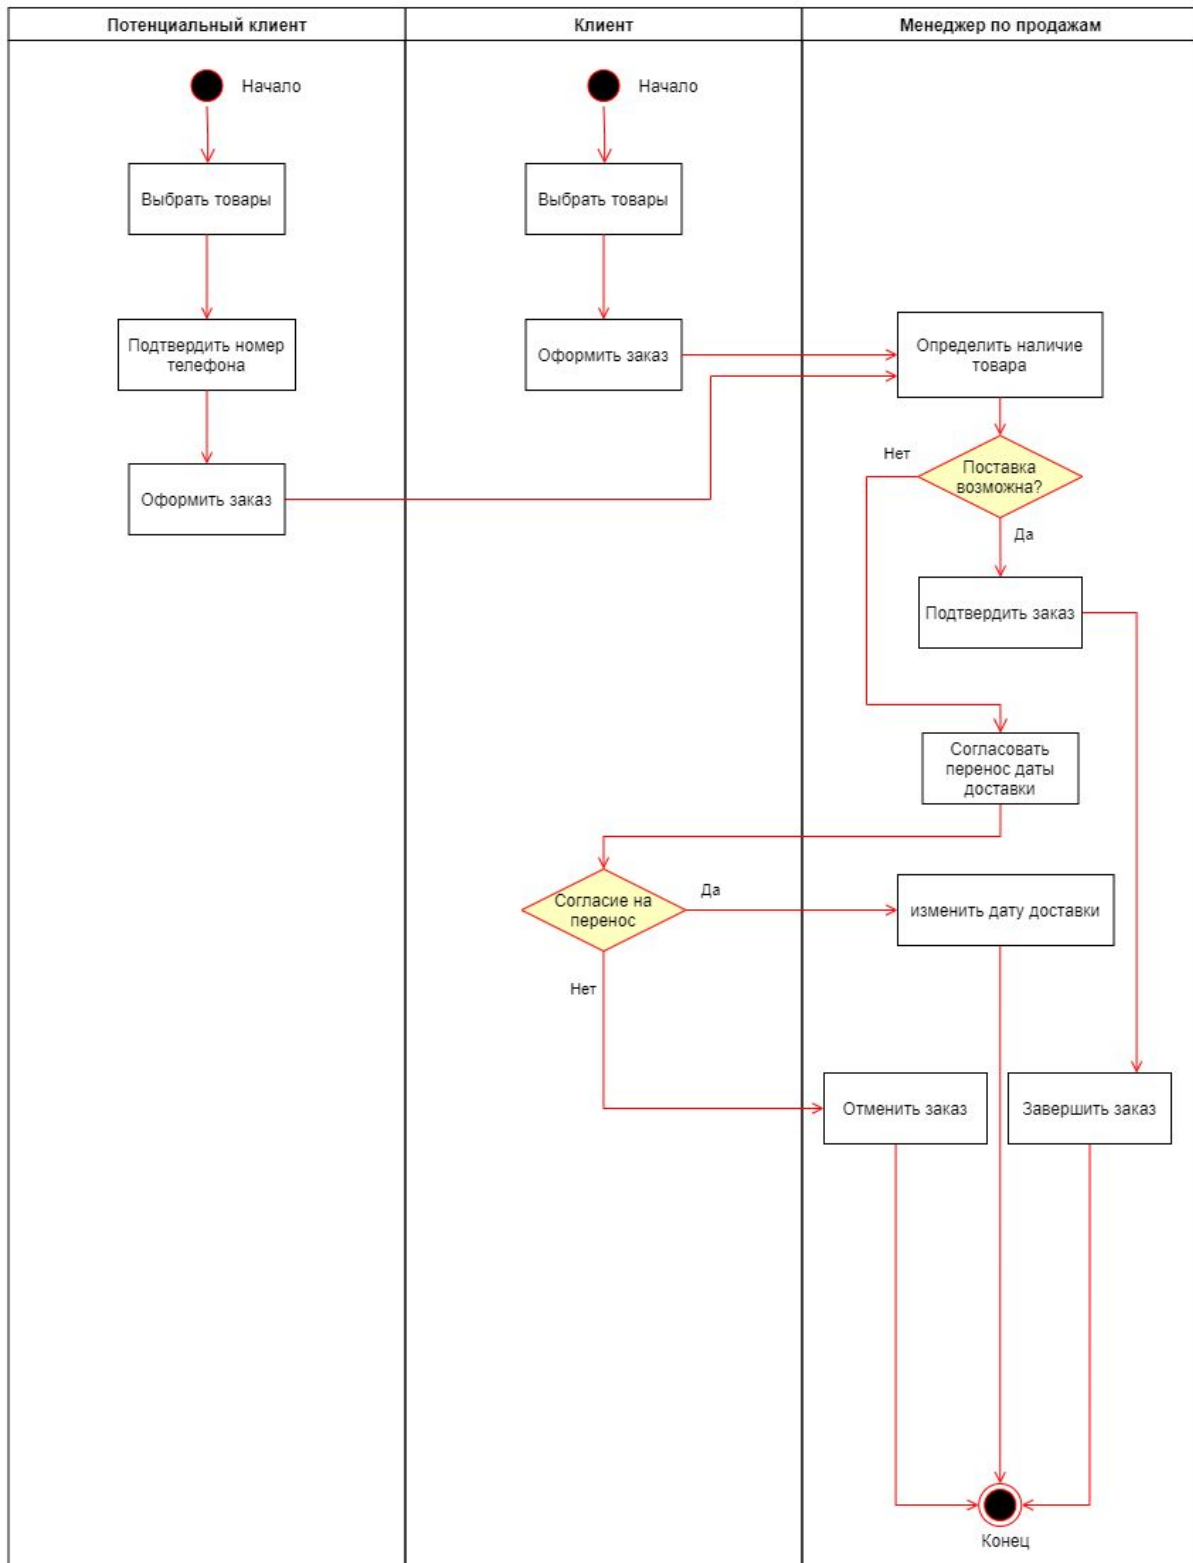 Потенциальный клиент
Клиент
Менеджер по продажам
Начало
Начало
Выбрать товары
Выбрать товары
Подтвердить номер
телефона
Оформить заказ
Определить наличие
товара
Нет
Поставка
возможна?
Оформить заказ
Да
Подтвердить заказ
Согласовать
перенос даты
доставки
Согласие на
перенос
Да
изменить дату доставки
Нет
Отменить заказ
Завершить заказ
Конец